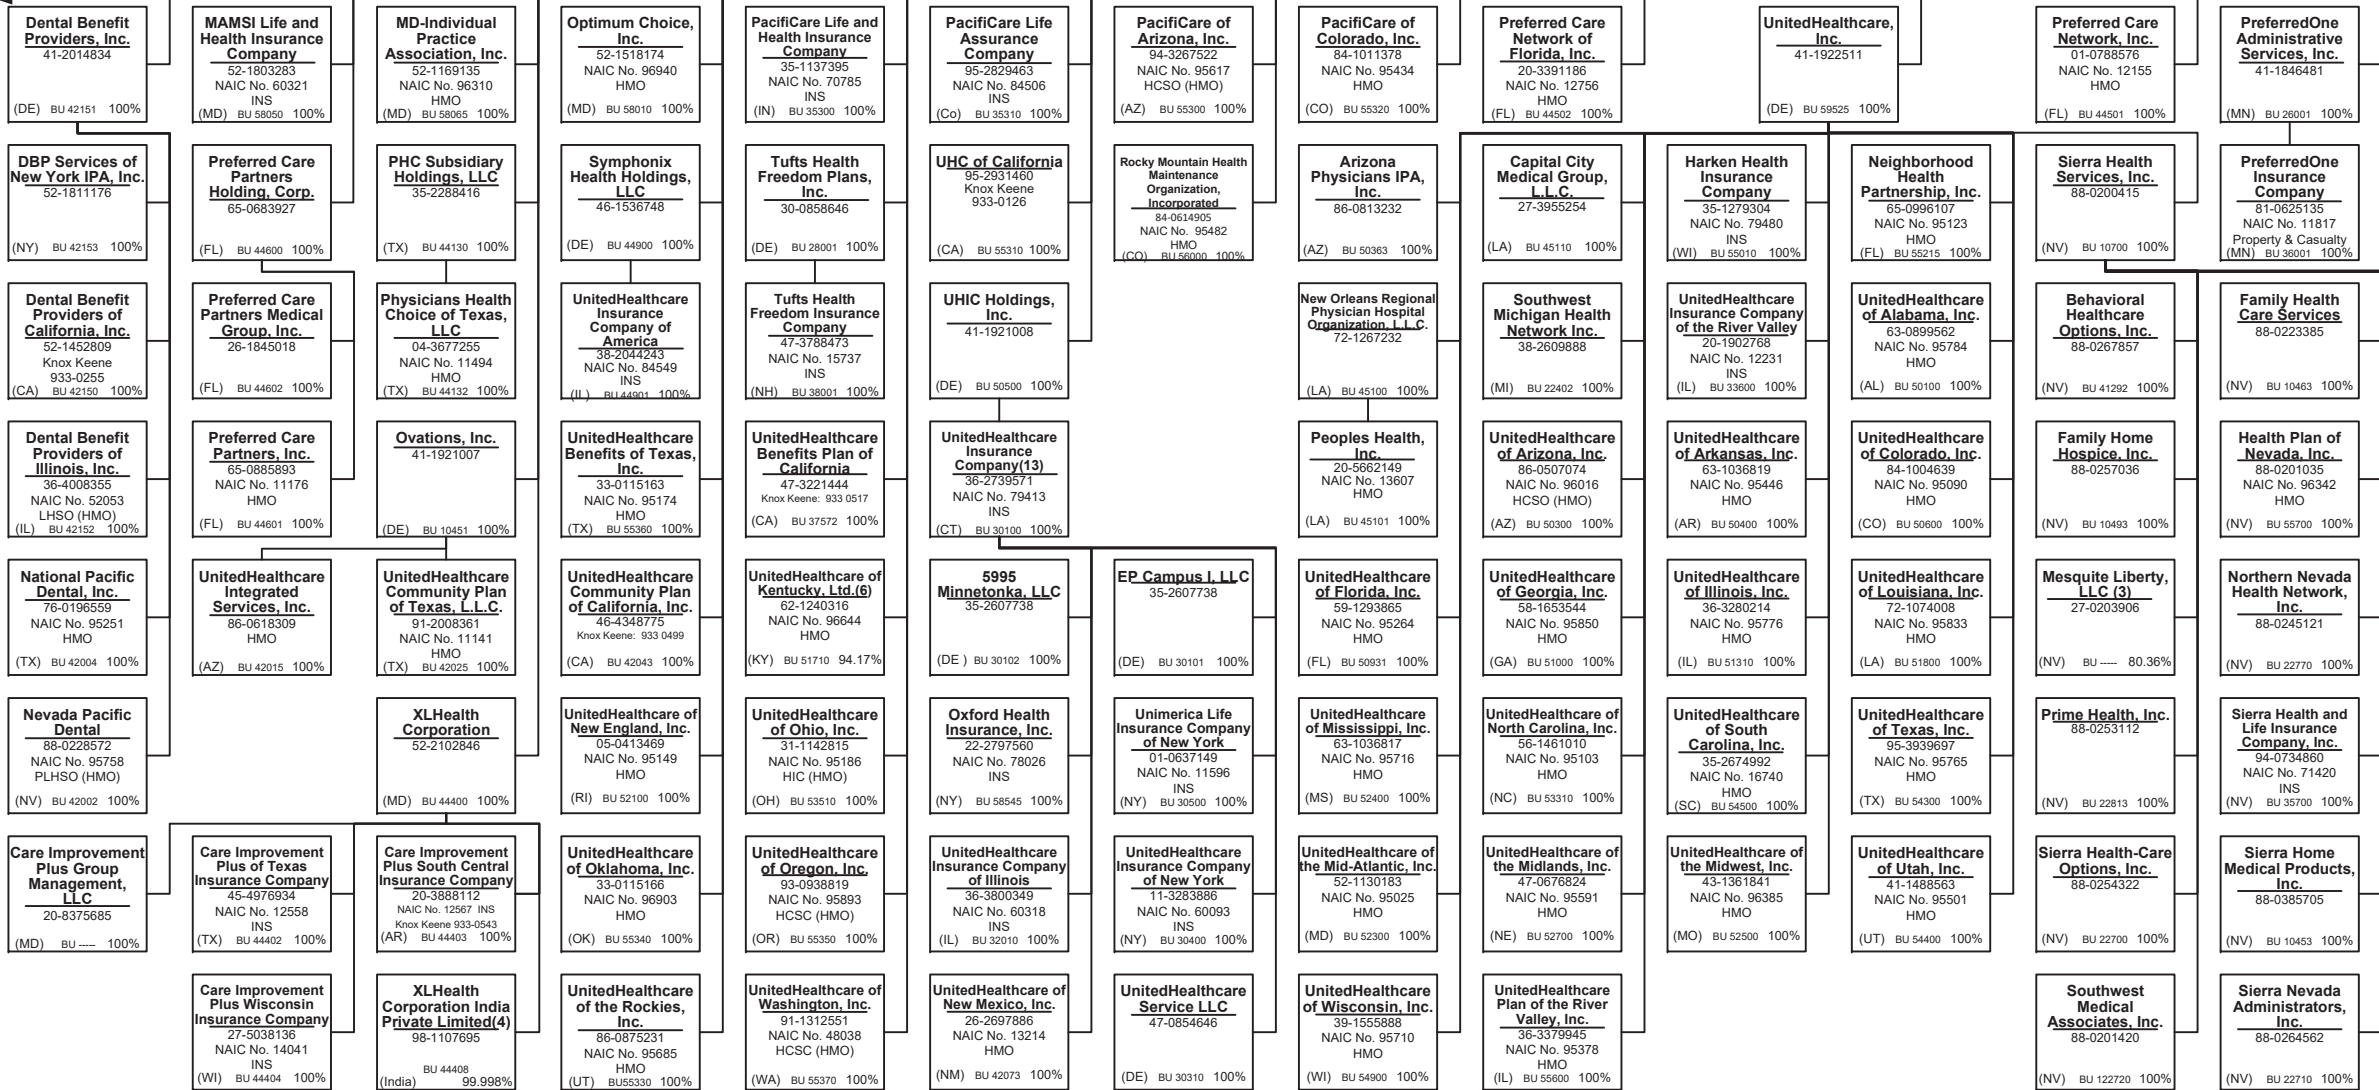 Dental Benefit
Providers, Inc.
41-2014834
(DE) BU 42151 100%
MAMSI Life and
Health Insurance
Company
52-1803283
NAIC No. 60321
INS
(MD) BU 58050 100%
MD-Individual
Practice
Association, Inc.
52-1169135
NAIC No. 96310
HMO
(MD) BU 58065 100%
Optimum Choice,
Inc.
52-1518174
NAIC No. 96940
HMO
(MD) BU 58010 100%
PacifiCare Life and
Health Insurance
Company
35-1137395
NAIC No. 70785
INS
(IN) BU 35300 100%
PacifiCare Life
Assurance
Company
95-2829463
NAIC No. 84506
INS
(Co) BU 35310 100%
PacifiCare of
Arizona, Inc.
94-3267522
NAIC No. 95617
HCSO (HMO)
(AZ) BU 55300 100%
PacifiCare of
Colorado, Inc.
84-1011378
NAIC No. 95434
HMO
(CO) BU 55320 100%
Preferred Care
Network of
Florida, Inc.
20-3391186
NAIC No. 12756
HMO
(FL) BU 44502 100%
UnitedHealthcare,
Inc.
41-1922511
(DE) BU 59525 100%
Preferred Care
Network, Inc.
01-0788576
NAIC No. 12155
HMO
(FL) BU 44501 100%
PreferredOne
Administrative
Services, Inc.
41-1846481
(MN) BU 26001 100%
DBP Services of
New York IPA, Inc.
52-1811176
(NY) BU 42153 100%
Preferred Care
Partners
Holding, Corp.
65-0683927
(FL) BU 44600 100%
PHC Subsidiary
Holdings, LLC
35-2288416
(TX) BU 44130 100%
Symphonix
Health Holdings,
LLC
46-1536748
(DE) BU 44900 100%
Tufts Health
Freedom Plans,
Inc.
30-0858646
(DE) BU 28001 100%
UHC of California
95-2931460
Knox Keene
933-0126
(CA) BU 55310 100%
Rocky Mountain Health
Maintenance
Organization,
Incorporated
84-0614905
NAIC No. 95482
HMO
(CO) BU 56000 100%
Arizona
Physicians IPA,
Inc.
86-0813232
(AZ) BU 50363 100%
Capital City
Medical Group,
L.L.C.
27-3955254
(LA) BU 45110 100%
Harken Health
Insurance
Company
35-1279304
NAIC No. 79480
INS
(WI) BU 55010 100%
Neighborhood
Health
Partnership, Inc.
65-0996107
NAIC No. 95123
HMO
(FL) BU 55215 100%
Sierra Health
Services, Inc.
88-0200415
(NV) BU 10700 100%
PreferredOne
Insurance
Company
81-0625135
NAIC No. 11817
Property & Casualty
(MN) BU 36001 100%
Dental Benefit
Providers of
California, Inc.
52-1452809
Knox Keene
933-0255
(CA) BU 42150 100%
Preferred Care
Partners Medical
Group, Inc.
26-1845018
(FL) BU 44602 100%
Physicians Health
Choice of Texas,
LLC
04-3677255
NAIC No. 11494
HMO
(TX) BU 44132 100%
UnitedHealthcare
Insurance
Company of
America
38-2044243
NAIC No. 84549
INS
(IL) BU 44901 100%
Tufts Health
Freedom Insurance
Company
47-3788473
NAIC No. 15737
INS
(NH) BU 38001 100%
UHIC Holdings,
Inc.
41-1921008
(DE) BU 50500 100%
New Orleans Regional
Physician Hospital
Organization, L.L.C.
72-1267232
(LA) BU 45100 100%
Southwest
Michigan Health
Network Inc.
38-2609888
(MI) BU 22402 100%
UnitedHealthcare
Insurance Company
of the River Valley
20-1902768
NAIC No. 12231
INS
(IL) BU 33600 100%
UnitedHealthcare
of Alabama, Inc.
63-0899562
NAIC No. 95784
HMO
(AL) BU 50100 100%
Behavioral
Healthcare
Options, Inc.
88-0267857
(NV) BU 41292 100%
Family Health
Care Services
88-0223385
(NV) BU 10463 100%
Dental Benefit
Providers of
Illinois, Inc.
36-4008355
NAIC No. 52053
LHSO (HMO)
(IL) BU 42152 100%
Preferred Care
Partners, Inc.
65-0885893
NAIC No. 11176
HMO
(FL) BU 44601 100%
Ovations, Inc.
41-1921007
(DE) BU 10451 100%
UnitedHealthcare
Benefits of Texas,
Inc.
33-0115163
NAIC No. 95174
HMO
(TX) BU 55360 100%
UnitedHealthcare
Benefits Plan of
California
47-3221444
Knox Keene: 933 0517
(CA) BU 37572 100%
UnitedHealthcare
Insurance
Company(13)
36-2739571
NAIC No. 79413
INS
(CT) BU 30100 100%
Peoples Health,
Inc.
20-5662149
NAIC No. 13607
HMO
(LA) BU 45101 100%
UnitedHealthcare
of Arizona, Inc.
86-0507074
NAIC No. 96016
HCSO (HMO)
(AZ) BU 50300 100%
UnitedHealthcare
of Arkansas, Inc.
63-1036819
NAIC No. 95446
HMO
(AR) BU 50400 100%
UnitedHealthcare
of Colorado, Inc.
84-1004639
NAIC No. 95090
HMO
(CO) BU 50600 100%
Family Home
Hospice, Inc.
88-0257036
(NV) BU 10493 100%
Health Plan of
Nevada, Inc.
88-0201035
NAIC No. 96342
HMO
(NV) BU 55700 100%
National Pacific
Dental, Inc.
76-0196559
NAIC No. 95251
HMO
(TX) BU 42004 100%
UnitedHealthcare
Integrated
Services, Inc.
86-0618309
HMO
(AZ) BU 42015 100%
UnitedHealthcare
Community Plan
of Texas, L.L.C.
91-2008361
NAIC No. 11141
HMO
(TX) BU 42025 100%
UnitedHealthcare
Community Plan
of California, Inc.
46-4348775
Knox Keene: 933 0499
(CA) BU 42043 100%
UnitedHealthcare of
Kentucky, Ltd.(6)
62-1240316
NAIC No. 96644
HMO
(KY) BU 51710 94.17%
5995
Minnetonka, LLC
35-2607738
(DE ) BU 30102 100%
EP Campus I, LLC
35-2607738
(DE) BU 30101 100%
UnitedHealthcare
of Florida, Inc.
59-1293865
NAIC No. 95264
HMO
(FL) BU 50931 100%
UnitedHealthcare
of Georgia, Inc.
58-1653544
NAIC No. 95850
HMO
(GA) BU 51000 100%
UnitedHealthcare
of Illinois, Inc.
36-3280214
NAIC No. 95776
HMO
(IL) BU 51310 100%
UnitedHealthcare
of Louisiana, Inc.
72-1074008
NAIC No. 95833
HMO
(LA) BU 51800 100%
Mesquite Liberty,
LLC (3)
27-0203906
(NV) BU ----- 80.36%
Northern Nevada
Health Network,
Inc.
88-0245121
(NV) BU 22770 100%
Nevada Pacific
Dental
88-0228572
NAIC No. 95758
PLHSO (HMO)
(NV) BU 42002 100%
XLHealth
Corporation
52-2102846
(MD) BU 44400 100%
UnitedHealthcare of
New England, Inc.
05-0413469
NAIC No. 95149
HMO
(RI) BU 52100 100%
UnitedHealthcare
of Ohio, Inc.
31-1142815
NAIC No. 95186
HIC (HMO)
(OH) BU 53510 100%
Oxford Health
Insurance, Inc.
22-2797560
NAIC No. 78026
INS
(NY) BU 58545 100%
Unimerica Life
Insurance Company
of New York
01-0637149
NAIC No. 11596
INS
(NY) BU 30500 100%
UnitedHealthcare
of Mississippi, Inc.
63-1036817
NAIC No. 95716
HMO
(MS) BU 52400 100%
UnitedHealthcare of
North Carolina, Inc.
56-1461010
NAIC No. 95103
HMO
(NC) BU 53310 100%
UnitedHealthcare
of South
Carolina, Inc.
35-2674992
NAIC No. 16740
HMO
(SC) BU 54500 100%
UnitedHealthcare
of Texas, Inc.
95-3939697
NAIC No. 95765
HMO
(TX) BU 54300 100%
Prime Health, Inc.
88-0253112
(NV) BU 22813 100%
Sierra Health and
Life Insurance
Company, Inc.
94-0734860
NAIC No. 71420
INS
(NV) BU 35700 100%
Care Improvement
Plus Group
Management,
LLC
20-8375685
(MD) BU ----- 100%
Care Improvement
Plus of Texas
Insurance Company
45-4976934
NAIC No. 12558
INS
(TX) BU 44402 100%
Care Improvement
Plus South Central
Insurance Company
20-3888112
NAIC No. 12567 INS
Knox Keene 933-0543
(AR) BU 44403 100%
UnitedHealthcare
of Oklahoma, Inc.
33-0115166
NAIC No. 96903
HMO
(OK) BU 55340 100%
UnitedHealthcare
of Oregon, Inc.
93-0938819
NAIC No. 95893
HCSC (HMO)
(OR) BU 55350 100%
UnitedHealthcare
Insurance Company
of Illinois
36-3800349
NAIC No. 60318
INS
(IL) BU 32010 100%
UnitedHealthcare
Insurance Company
of New York
11-3283886
NAIC No. 60093
INS
(NY) BU 30400 100%
UnitedHealthcare of
the Mid-Atlantic, Inc.
52-1130183
NAIC No. 95025
HMO
(MD) BU 52300 100%
UnitedHealthcare of
the Midlands, Inc.
47-0676824
NAIC No. 95591
HMO
(NE) BU 52700 100%
UnitedHealthcare of
the Midwest, Inc.
43-1361841
NAIC No. 96385
HMO
(MO) BU 52500 100%
UnitedHealthcare
of Utah, Inc.
41-1488563
NAIC No. 95501
HMO
(UT) BU 54400 100%
Sierra Health-Care
Options, Inc.
88-0254322
(NV) BU 22700 100%
Sierra Home
Medical Products,
Inc.
88-0385705
(NV) BU 10453 100%
Care Improvement
Plus Wisconsin
Insurance Company
27-5038136
NAIC No. 14041
INS
(WI) BU 44404 100%
XLHealth
Corporation India
Private Limited(4)
98-1107695
BU 44408
(India) 99.998%
UnitedHealthcare
of the Rockies,
Inc.
86-0875231
NAIC No. 95685
HMO
(UT) BU55330 100%
UnitedHealthcare of
Washington, Inc.
91-1312551
NAIC No. 48038
HCSC (HMO)
(WA) BU 55370 100%
UnitedHealthcare of
New Mexico, Inc.
26-2697886
NAIC No. 13214
HMO
(NM) BU 42073 100%
UnitedHealthcare
Service LLC
47-0854646
(DE) BU 30310 100%
UnitedHealthcare
of Wisconsin, Inc.
39-1555888
NAIC No. 95710
HMO
(WI) BU 54900 100%
UnitedHealthcare
Plan of the River
Valley, Inc.
36-3379945
NAIC No. 95378
HMO
(IL) BU 55600 100%
Southwest
Medical
Associates, Inc.
88-0201420
(NV) BU 122720 100%
Sierra Nevada
Administrators,
Inc.
88-0264562
(NV) BU 22710 100%